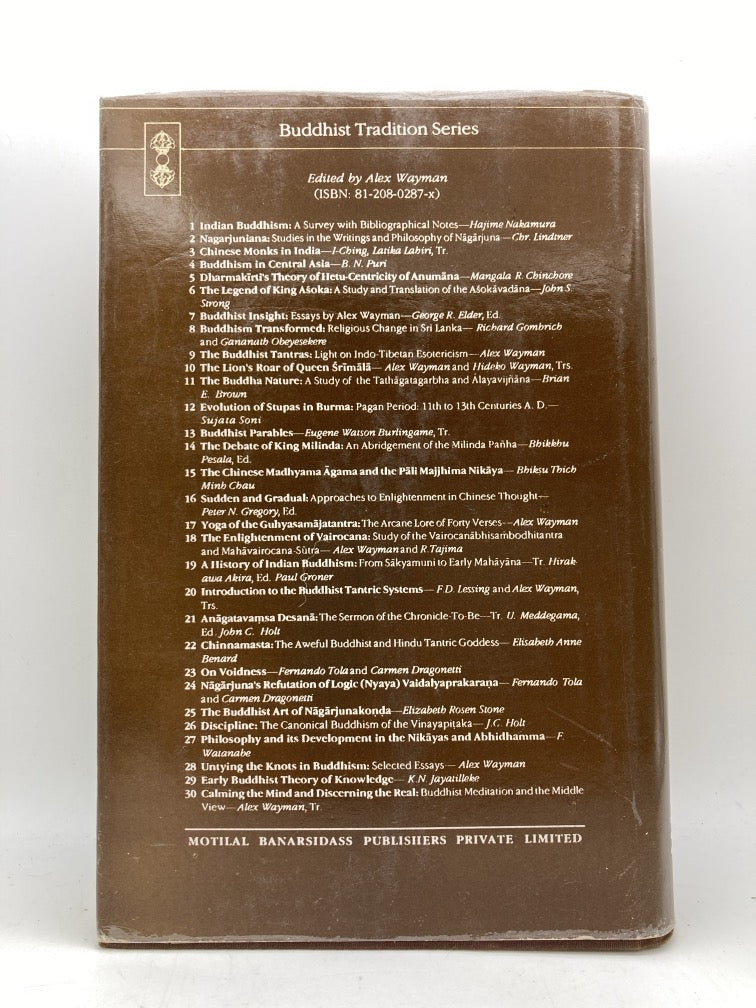 Buddhist Tradition Series
Edited by Alex Wayman
(ISBN: 81-208-0287-x)
1 Indian Buddhism: A Survey with Bibliographical Notes—Hajime Nakamura
2 Nagarjuniana: Studies in the Writings and Philosophy of Nāgārjuna—Chr. Lindtner
3 Chinese Monks in India—I-Ching, Latika Lahiri, Tr.
4 Buddhism in Central Asia—B. N. Puri
5 Dharmakīrti's Theory of Hetu-Centricity of Anumāna—Mangala R. Chinchore
6 The Legend of King Aśoka: A Study and Translation of the Aśokāvadāna—John S.
Strong
7 Buddhist Insight: Essays by Alex Wayman—George R. Elder, Ed.
8 Buddhism Transformed: Religious Change in Sri Lanka— Richard Gombrich
and Gananath Obeyesekere
9 The Buddhist Tantras: Light on Indo-Tibetan Esotericism—Alex Wayman
10 The Lion's Roar of Queen Śrīmālā— Alex Wayman and Hideko Wayman, Trs.
11 The Buddha Nature: A Study of the Tathāgatagarbha and Ālayavijñāna—Brian
E. Brown
12 Evolution of Stupas in Burma: Pagan Period: 11th to 13th Centuries A. D.—
Sujata Soni
13 Buddhist Parables—Eugene Watson Burlingame, Tr.
14 The Debate of King Milinda: An Abridgement of the Milinda Pañha—Bhikkhu
Pesala, Ed.
15 The Chinese Madhyama Āgama and the Pāli Majjhima Nikāya— Bhiksu Thich
Minh Chau
16 Sudden and Gradual: Approaches to Enlightenment in Chinese Thought—
Peter N. Gregory, Ed.
17 Yoga of the Guhyasamājatantra: The Arcane Lore of Forty Verses—Alex Wayman
18 The Enlightenment of Vairocana: Study of the Vairocanābhisambodhitantra
and Mahāvairocana-Sūtra— Alex Wayman and R Tajima
19 A History of Indian Buddhism: From Sākyamuni to Early Mahāyāna—Tr. Hirak-
awa Akira, Ed. Paul Groner
20 Introduction to the Buddhist Tantric Systems— F.D. Lessing and Alex Wayman,
Trs.
21 Anāgatavaṃsa Desanā: The Sermon of the Chronicle-To-Be—Tr. U. Meddegama,
Ed. John C. Holt
22 Chinnamasta: The Aweful Buddhist and Hindu Tantric Goddess— Elisabeth Anne
Benard
23 On Voidness—Fernando Tola and Carmen Dragonetti
24 Nāgārjuna's Refutation of Logic (Nyaya) Vaidalyaprakaraṇa— Fernando Tola
and Carmen Dragonetti
25 The Buddhist Art of Nāgārjunakoṇḍa—Elizabeth Rosen Stone
26 Discipline: The Canonical Buddhism of the Vinayapiṭaka— J.C. Holt
27 Philosophy and its Development in the Nikāyas and Abhidhamma—F.
Watanabe
28 Untying the Knots in Buddhism: Selected Essays— Alex Wayman
29 Early Buddhist Theory of Knowledge— K.N. Jayatilleke
30 Calming the Mind and Discerning the Real: Buddhist Meditation and the Middle
View—Alex Wayman, Tr.
MOTILAL BANARSIDASS PUBLISHERS PRIVATE LIMITED